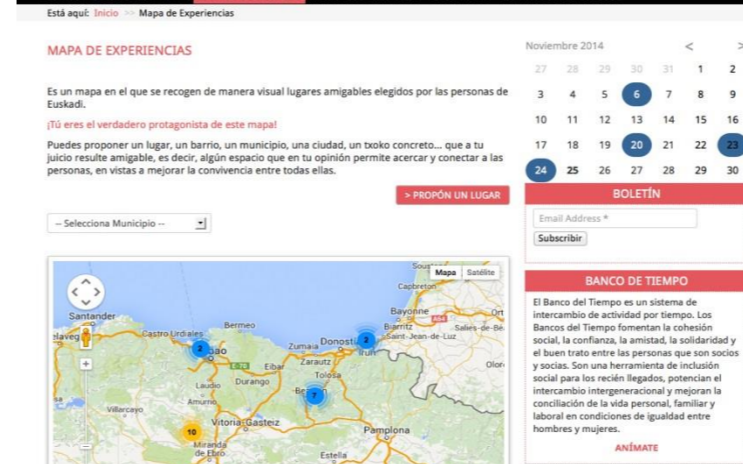 Está aquí: Inicio >> Mapa de Experiencias
MAPA DE EXPERIENCIAS
Es un mapa en el que se recogen de manera visual lugares amigables elegidos por las personas de
Euskadi.
¡Tú eres el verdadero protagonista de este mapa!
Puedes proponer un lugar, un barrio, un municipio, una ciudad, un txoko concreto... que a tu
juicio resulte amigable, es decir, algún espacio que en tu opinión permite acercar y conectar a las
personas, en vistas a mejorar la convivencia entre todas ellas.
> PROPÓN UN LUGAR
-- Selecciona Municipio --
Mapa Satélite
Capbreton
Bayonne
Santander
Biarritz
A64
Castro Urdiales
Bermeo
Saint-Jean-de-Luz
Zumaia
Donosti
2
2
Irun
E-70
Eibar
Zarautz
Durango
Tolosa
Laudio
7
Amurrio
Villarcayo
Vitoria-Gasteiz
10
Pamplona
Miranda
de Ebro
Estella
Noviembre 2014 < >
27 28 29 30 31 1 2
3 4 5 6 7 8 9
10 11 12 13 14 15 16
17 18 19 20 21 22 23
24 25 26 27 28 29 30
BOLETÍN
Email Address *
Subscribir
BANCO DE TIEMPO
El Banco del Tiempo es un sistema de
intercambio de actividad por tiempo. Los
Bancos del Tiempo fomentan la cohesión
social, la confianza, la amistad, la solidaridad y
el buen trato entre las personas que son socios
y socias. Son una herramienta de inclusión
social para los recién llegados, potencian el
intercambio intergeneracional y mejoran la
conciliación de la vida personal, familiar y
laboral en condiciones de igualdad entre
hombres y mujeres.
ANÍMATE